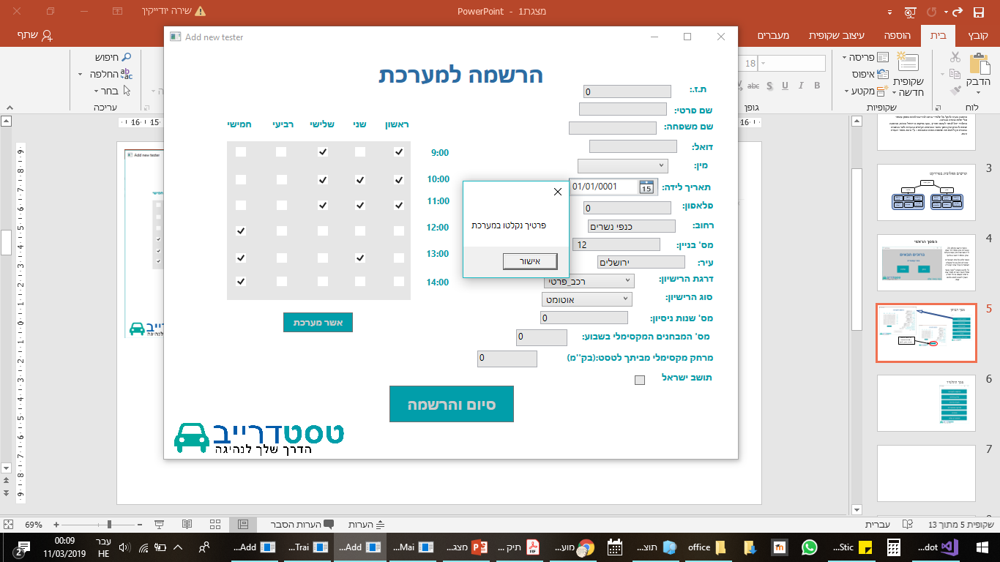 שירה יודייקין
מצגת1 - PowerPoint
קובץ
בית
הוספה
עיצוב שקופית
מעברים
שתף
הדבק
לוח
שקופית
חדשה
פריסה
איפוס
מקטע
שקופיות
18
B
I
U
S
abc
גופן
חיפוש
החלפה
בחר
עריכה
Add new tester
הרשמה למערכת
ת.ז.:
0
שם פרטי:
שם משפחה:
דואל:
מין:
תאריך לידה:
01/01/0001
15
פלאפון:
0
רחוב:
כנפי נשרים
מס' בניין:
12
עיר:
ירושלים
דרגת הרישיון:
רכב_פרטי
סוג הרישיון:
אוטומט
מס' שנות ניסיון:
0
מס' המבחנים המקסימלי בשבוע:
0
מרחק מקסימלי מביתך לטסט:(בק''מ)
0
תושב ישראל
ראשון שני שלישי רביעי חמישי
9:00
10:00
11:00
12:00
13:00
14:00
אשר מערכת
פרטיך נקלטו במערכת
אישור
סיום והרשמה
טסטדרייב
הדרך שלך לנהיגה
3
4
המסך הראשי
5
6
7
שקופית 5 מתוך 13
עברית
הערות
הערות הסבר
69%
dot...
Stic...
office
תוצ...
מוע...
תיק ...
מצג...
Mai...
Add...
Trai...
Add...
עבר
HE
00:09
11/03/2019
2